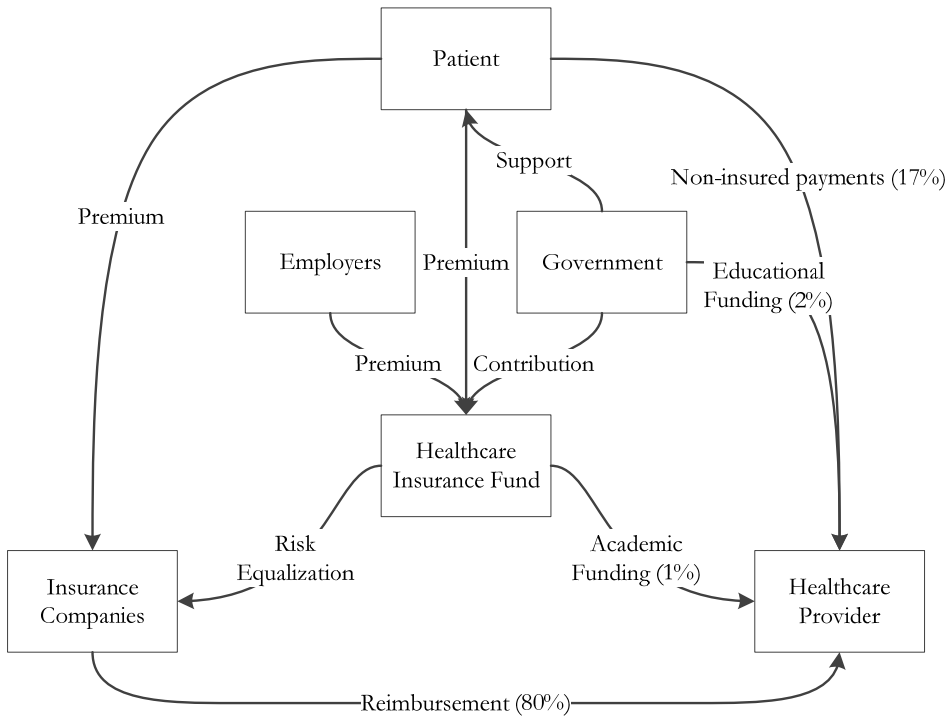 Patient
Support
Non-insured payments (17%)
Premium
Employers
Premium
Government
Educational
Funding (2%)
Premium
Contribution
Healthcare
Insurance Fund
Risk
Equalization
Academic
Funding (1%)
Insurance
Companies
Healthcare
Provider
Reimbursement (80%)